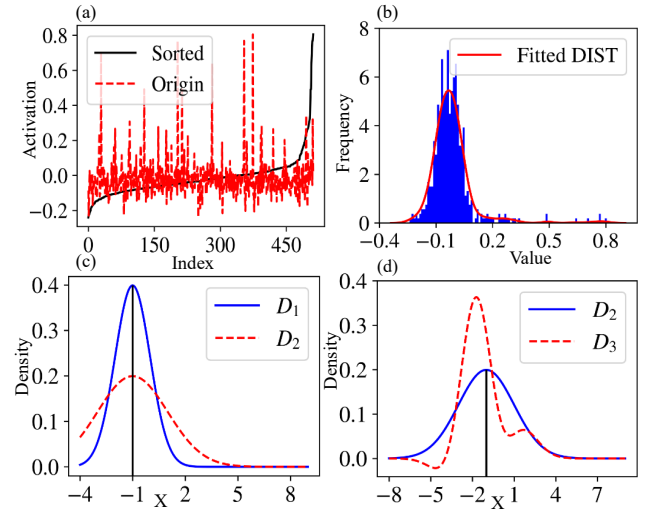 (a)
Sorted
Origin
Activation
0.8
0.6
0.4
0.2
0.0
−0.2
0
150
300
450
Index
(b)
Fitted DIST
Frequency
8
6
4
2
0
−0.4
−0.1
0.2
0.5
0.8
Value
(c)
D1
D2
Density
0.4
0.3
0.2
0.1
0.0
−4
−1
2
5
8
X
(d)
D2
D3
Density
0.4
0.3
0.2
0.1
0.0
−8
−5
−2
1
4
7
X